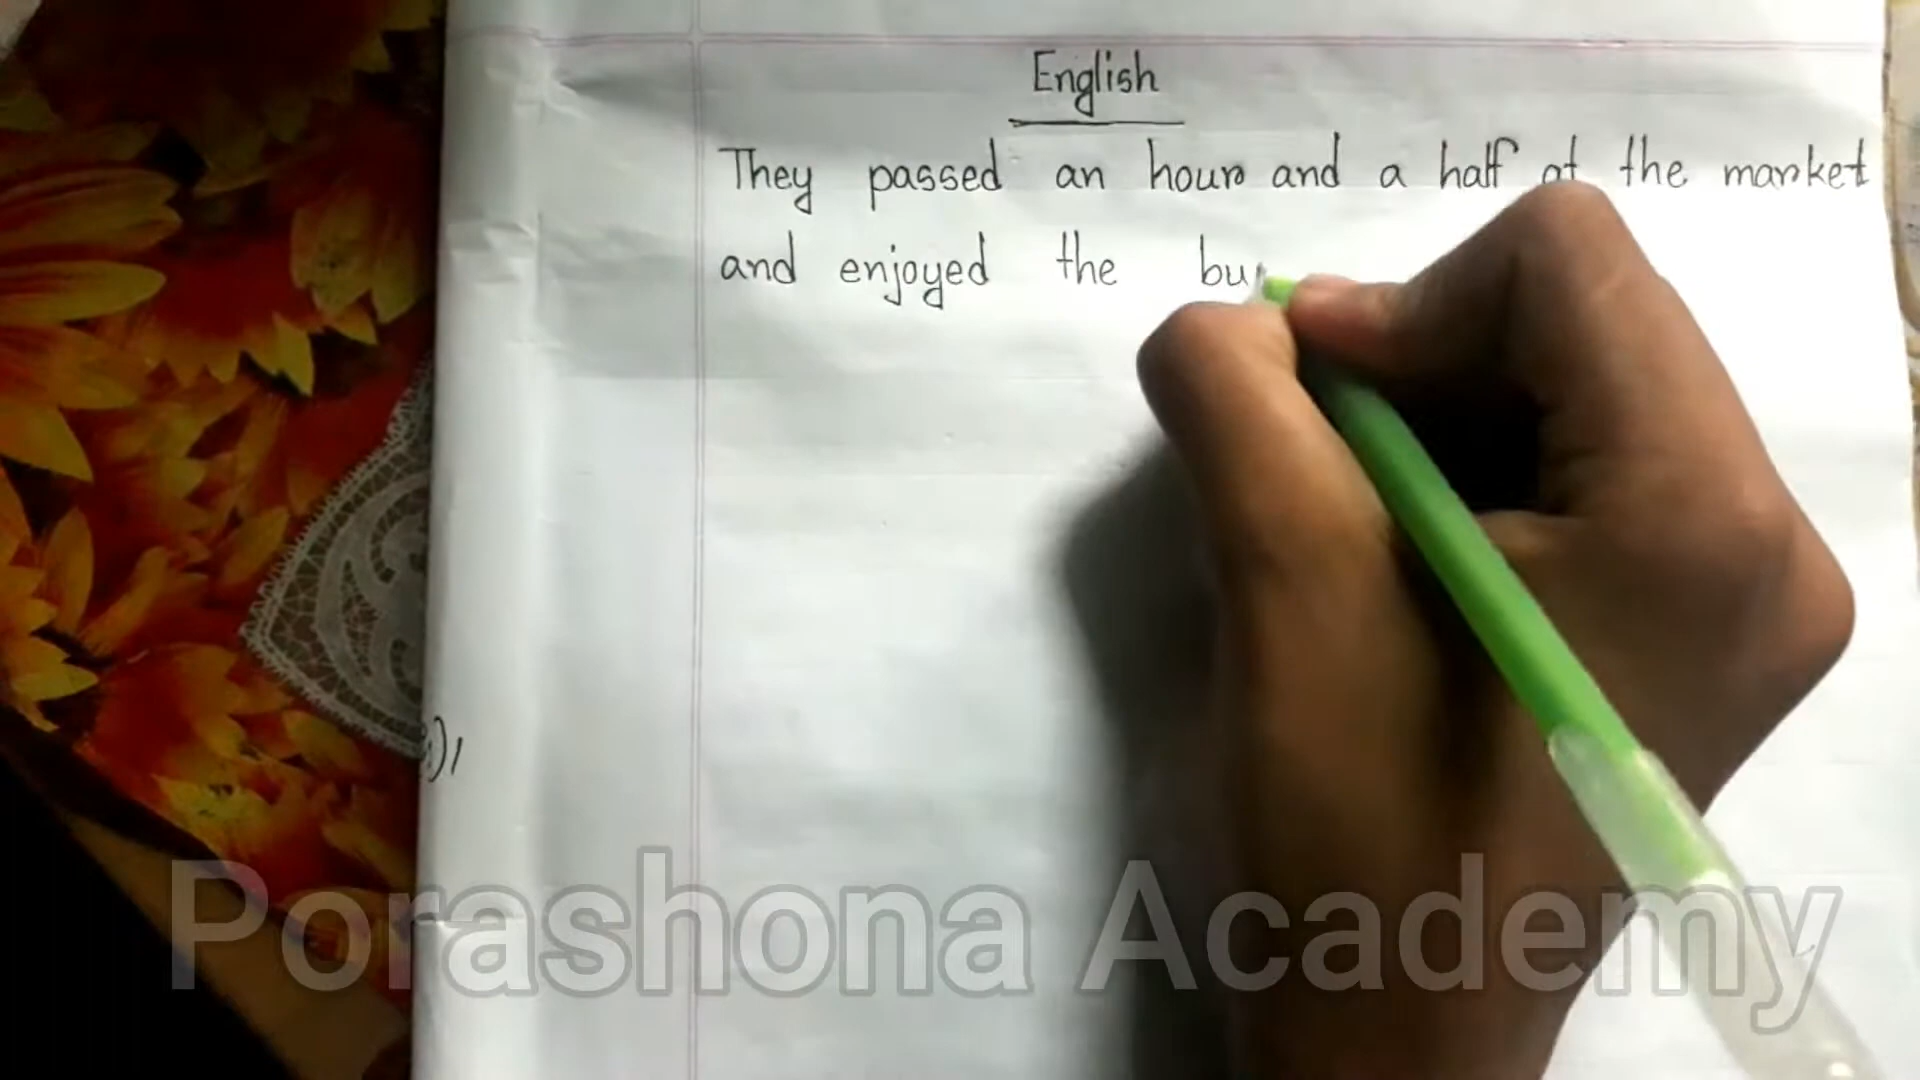 English
They passed an hour and a half at the market
and enjoyed the bu
Porashona Academy